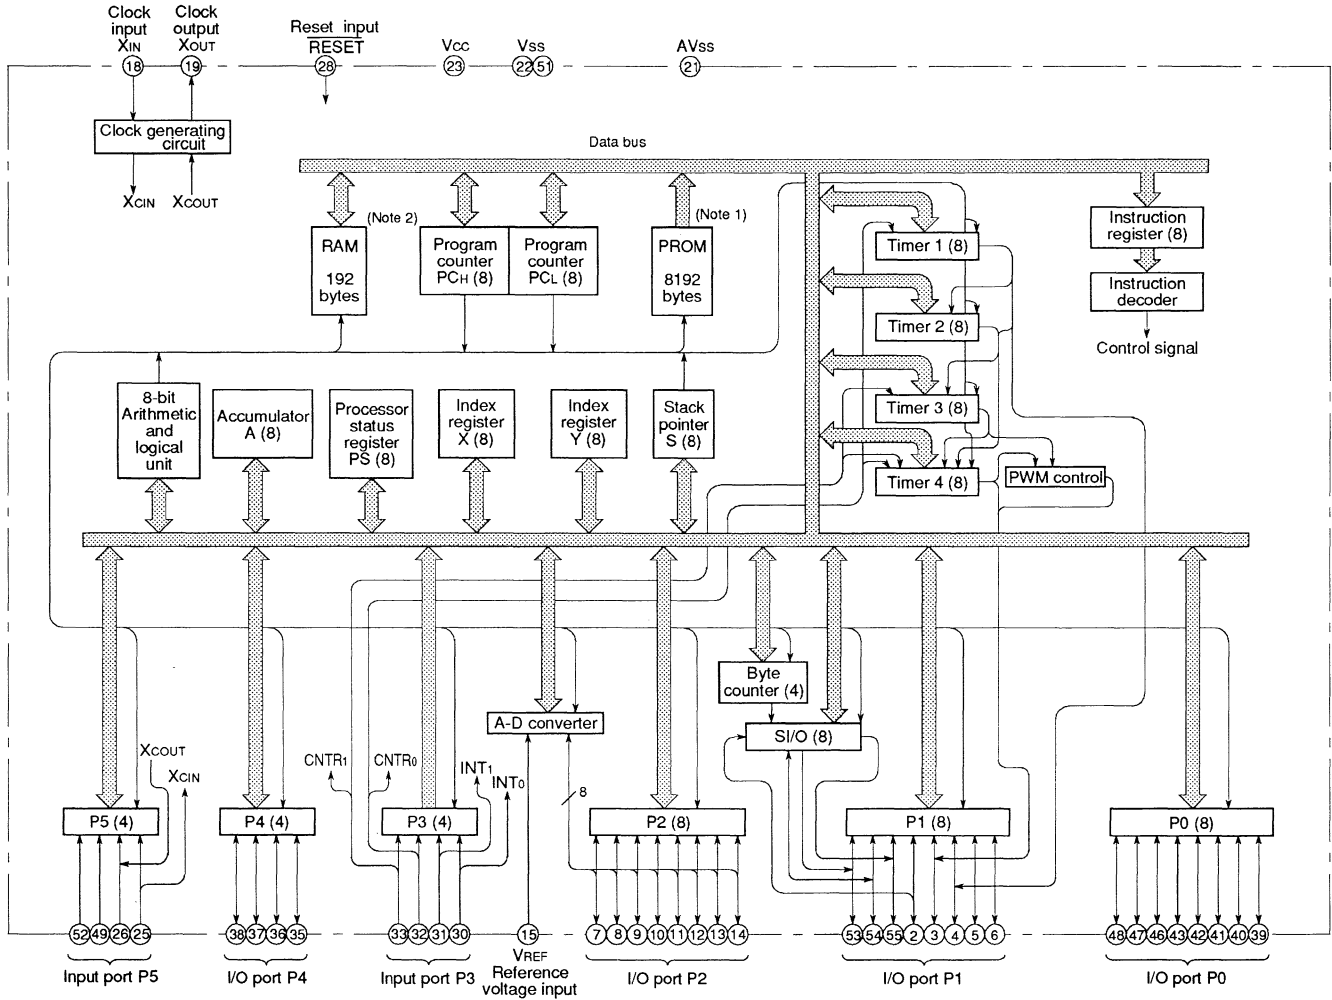 Clock input XIN
Clock output XOUT
Reset input RESET
VCC
VSS
AVSS
18
19
28
23
22
51
21
Clock generating circuit
XCIN
XCOUT
Data bus
(Note 2)
(Note 1)
RAM
192 bytes
Program counter PCH (8)
Program counter PCL (8)
PROM
8192 bytes
Timer 1 (8)
Timer 2 (8)
Timer 3 (8)
Timer 4 (8)
PWM control
Instruction register (8)
Instruction decoder
Control signal
8-bit Arithmetic and logical unit
Accumulator A (8)
Processor status register PS (8)
Index register X (8)
Index register Y (8)
Stack pointer S (8)
Byte counter (4)
A-D converter
SI/O (8)
XCOUT
XCIN
CNTR1
CNTR0
INT1
INT0
8
P5 (4)
P4 (4)
P3 (4)
P2 (8)
P1 (8)
P0 (8)
52 49 26 25
38 37 36 35
33 32 31 30
15
7 8 9 10 11 12 13 14
53 54 55 2 3 4 5 6
48 47 46 43 42 41 40 39
Input port P5
I/O port P4
Input port P3
VREF
Reference voltage input
I/O port P2
I/O port P1
I/O port P0